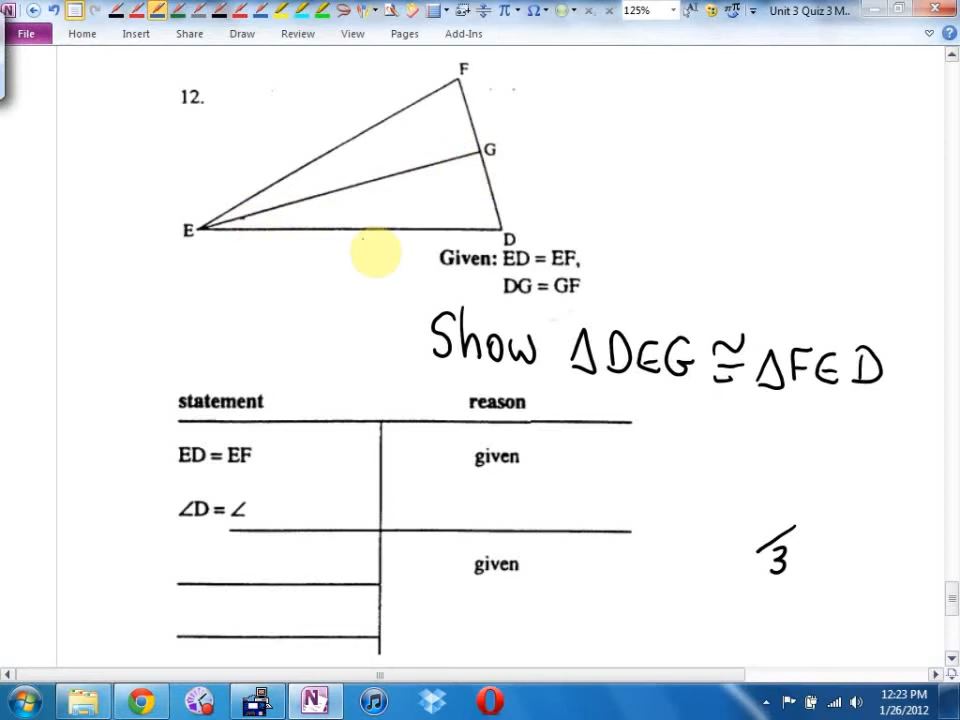 125% Unit 3 Quiz 3 M..
File Home Insert Share Draw Review View Pages Add-Ins
12.
F
G
E
D
Given: ED = EF,
DG = GF
Show ΔDEG ≅ ΔFED
statement reason
ED = EF given
∠D = ∠
given
/3
12:23 PM
1/26/2012